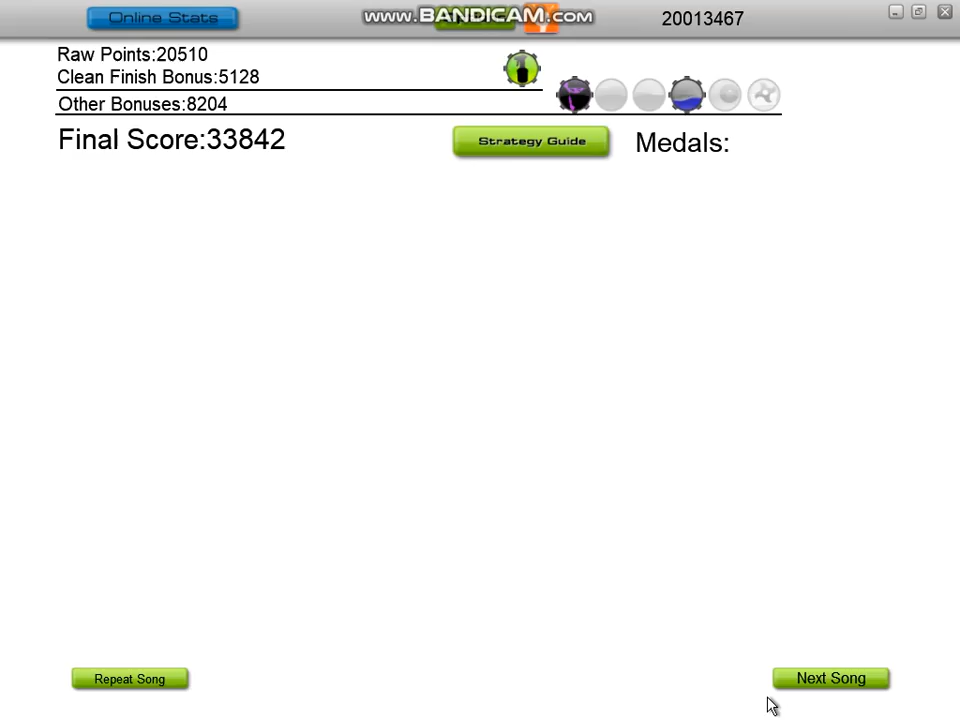 Online Stats
www.BANDICAM.com
20013467
Raw Points:20510
Clean Finish Bonus:5128
Other Bonuses:8204
Final Score:33842
Strategy Guide
Medals:
Repeat Song
Next Song